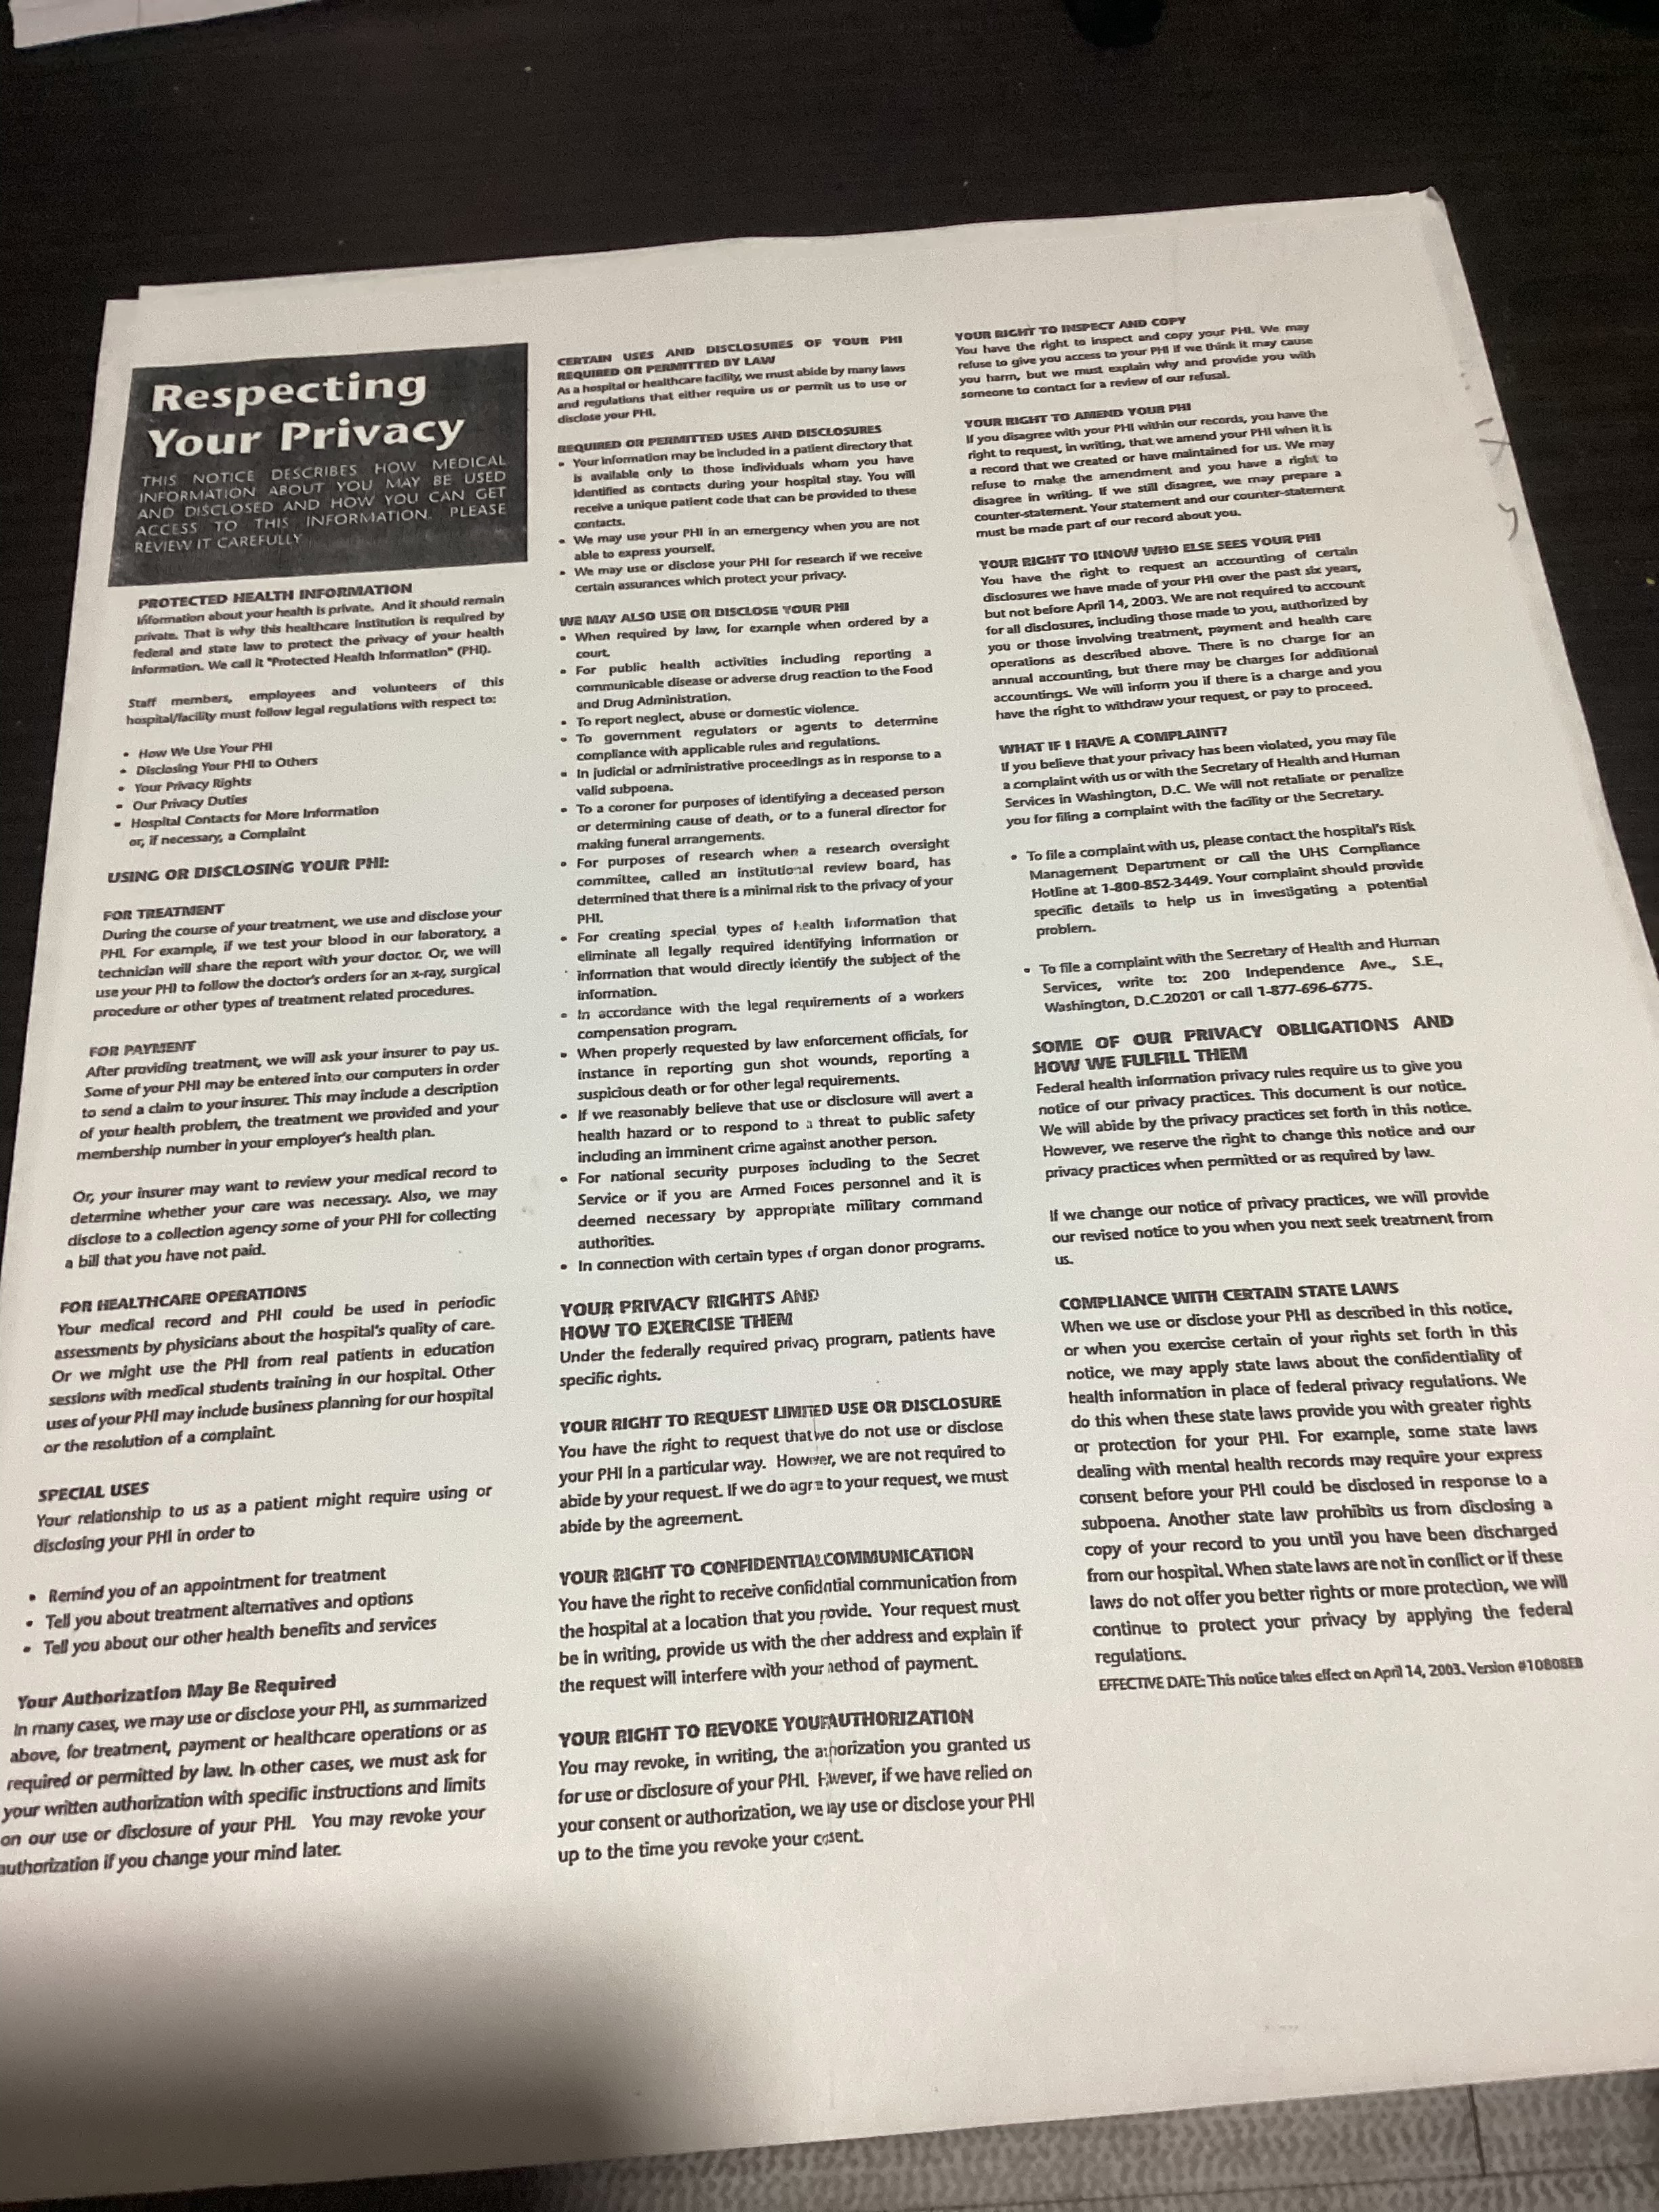 Respecting
Your Privacy
THIS NOTICE DESCRIBES HOW MEDICAL
INFORMATION ABOUT YOU MAY BE USED
AND DISCLOSED AND HOW YOU CAN GET
ACCESS TO THIS INFORMATION. PLEASE
REVIEW IT CAREFULLY
PROTECTED HEALTH INFORMATION
Information about your health is private. And it should remain
private. That is why this healthcare institution is required by
federal and state law to protect the privacy of your health
information. We call it "Protected Health Information" (PHI).
Staff members, employees and volunteers of this
hospital/facility must follow legal regulations with respect to:
• How We Use Your PHI
• Disclosing Your PHI to Others
• Your Privacy Rights
• Our Privacy Duties
• Hospital Contacts for More Information
or, if necessary, a Complaint
USING OR DISCLOSING YOUR PHI:
FOR TREATMENT
During the course of your treatment, we use and disclose your
PHI. For example, if we test your blood in our laboratory, a
technician will share the report with your doctor. Or, we will
use your PHI to follow the doctor's orders for an x-ray, surgical
procedure or other types of treatment related procedures.
FOR PAYMENT
After providing treatment, we will ask your insurer to pay us.
Some of your PHI may be entered into our computers in order
to send a claim to your insurer. This may include a description
of your health problem, the treatment we provided and your
membership number in your employer's health plan.
Or, your insurer may want to review your medical record to
determine whether your care was necessary. Also, we may
disclose to a collection agency some of your PHI for collecting
a bill that you have not paid.
FOR HEALTHCARE OPERATIONS
Your medical record and PHI could be used in periodic
assessments by physicians about the hospital's quality of care.
Or we might use the PHI from real patients in education
sessions with medical students training in our hospital. Other
uses of your PHI may include business planning for our hospital
or the resolution of a complaint.
SPECIAL USES
Your relationship to us as a patient might require using or
disclosing your PHI in order to
• Remind you of an appointment for treatment
• Tell you about treatment alternatives and options
• Tell you about our other health benefits and services
Your Authorization May Be Required
In many cases, we may use or disclose your PHI, as summarized
above, for treatment, payment or healthcare operations or as
required or permitted by law. In other cases, we must ask for
your written authorization with specific instructions and limits
on our use or disclosure of your PHI. You may revoke your
authorization if you change your mind later.
CERTAIN USES AND DISCLOSURES OF YOUR PHI
REQUIRED OR PERMITTED BY LAW
As a hospital or healthcare facility, we must abide by many laws
and regulations that either require us or permit us to use or
disclose your PHI.
REQUIRED OR PERMITTED USES AND DISCLOSURES
• Your information may be included in a patient directory that
is available only to those individuals whom you have
identified as contacts during your hospital stay. You will
receive a unique patient code that can be provided to these
contacts.
• We may use your PHI in an emergency when you are not
able to express yourself.
• We may use or disclose your PHI for research if we receive
certain assurances which protect your privacy.
WE MAY ALSO USE OR DISCLOSE YOUR PHI
• When required by law, for example when ordered by a
court.
• For public health activities including reporting a
communicable disease or adverse drug reaction to the Food
and Drug Administration.
• To report neglect, abuse or domestic violence.
• To government regulators or agents to determine
compliance with applicable rules and regulations.
• In judicial or administrative proceedings as in response to a
valid subpoena.
• To a coroner for purposes of identifying a deceased person
or determining cause of death, or to a funeral director for
making funeral arrangements.
• For purposes of research when a research oversight
committee, called an institutional review board, has
determined that there is a minimal risk to the privacy of your
PHI.
• For creating special types of health information that
eliminate all legally required identifying information or
information that would directly identify the subject of the
information.
• In accordance with the legal requirements of a workers
compensation program.
• When properly requested by law enforcement officials, for
instance in reporting gun shot wounds, reporting a
suspicious death or for other legal requirements.
• If we reasonably believe that use or disclosure will avert a
health hazard or to respond to a threat to public safety
including an imminent crime against another person.
• For national security purposes including to the Secret
Service or if you are Armed Forces personnel and it is
deemed necessary by appropriate military command
authorities.
• In connection with certain types of organ donor programs.
YOUR PRIVACY RIGHTS AND
HOW TO EXERCISE THEM
Under the federally required privacy program, patients have
specific rights.
YOUR RIGHT TO REQUEST LIMITED USE OR DISCLOSURE
You have the right to request that we do not use or disclose
your PHI in a particular way. However, we are not required to
abide by your request. If we do agree to your request, we must
abide by the agreement.
YOUR RIGHT TO CONFIDENTIAL COMMUNICATION
You have the right to receive confidential communication from
the hospital at a location that you provide. Your request must
be in writing, provide us with the other address and explain if
the request will interfere with your method of payment.
YOUR RIGHT TO REVOKE YOUR AUTHORIZATION
You may revoke, in writing, the authorization you granted us
for use or disclosure of your PHI. However, if we have relied on
your consent or authorization, we may use or disclose your PHI
up to the time you revoke your consent.
YOUR RIGHT TO INSPECT AND COPY
You have the right to inspect and copy your PHI. We may
refuse to give you access to your PHI if we think it may cause
you harm, but we must explain why and provide you with
someone to contact for a review of our refusal.
YOUR RIGHT TO AMEND YOUR PHI
If you disagree with your PHI within our records, you have the
right to request, in writing, that we amend your PHI when it is
a record that we created or have maintained for us. We may
refuse to make the amendment and you have a right to
disagree in writing. If we still disagree, we may prepare a
counter-statement. Your statement and our counter-statement
must be made part of our record about you.
YOUR RIGHT TO KNOW WHO ELSE SEES YOUR PHI
You have the right to request an accounting of certain
disclosures we have made of your PHI over the past six years,
but not before April 14, 2003. We are not required to account
for all disclosures, including those made to you, authorized by
you or those involving treatment, payment and health care
operations as described above. There is no charge for an
annual accounting, but there may be charges for additional
accountings. We will inform you if there is a charge and you
have the right to withdraw your request, or pay to proceed.
WHAT IF I HAVE A COMPLAINT?
If you believe that your privacy has been violated, you may file
a complaint with us or with the Secretary of Health and Human
Services in Washington, D.C. We will not retaliate or penalize
you for filing a complaint with the facility or the Secretary.
• To file a complaint with us, please contact the hospital's Risk
Management Department or call the UHS Compliance
Hotline at 1-800-852-3449. Your complaint should provide
specific details to help us in investigating a potential
problem.
• To file a complaint with the Secretary of Health and Human
Services, write to: 200 Independence Ave., S.E.,
Washington, D.C.20201 or call 1-877-696-6775.
SOME OF OUR PRIVACY OBLIGATIONS AND
HOW WE FULFILL THEM
Federal health information privacy rules require us to give you
notice of our privacy practices. This document is our notice.
We will abide by the privacy practices set forth in this notice.
However, we reserve the right to change this notice and our
privacy practices when permitted or as required by law.
If we change our notice of privacy practices, we will provide
our revised notice to you when you next seek treatment from
us.
COMPLIANCE WITH CERTAIN STATE LAWS
When we use or disclose your PHI as described in this notice,
or when you exercise certain of your rights set forth in this
notice, we may apply state laws about the confidentiality of
health information in place of federal privacy regulations. We
do this when these state laws provide you with greater rights
or protection for your PHI. For example, some state laws
dealing with mental health records may require your express
consent before your PHI could be disclosed in response to a
subpoena. Another state law prohibits us from disclosing a
copy of your record to you until you have been discharged
from our hospital. When state laws are not in conflict or if these
laws do not offer you better rights or more protection, we will
continue to protect your privacy by applying the federal
regulations.
EFFECTIVE DATE: This notice takes effect on April 14, 2003. Version #10808EB